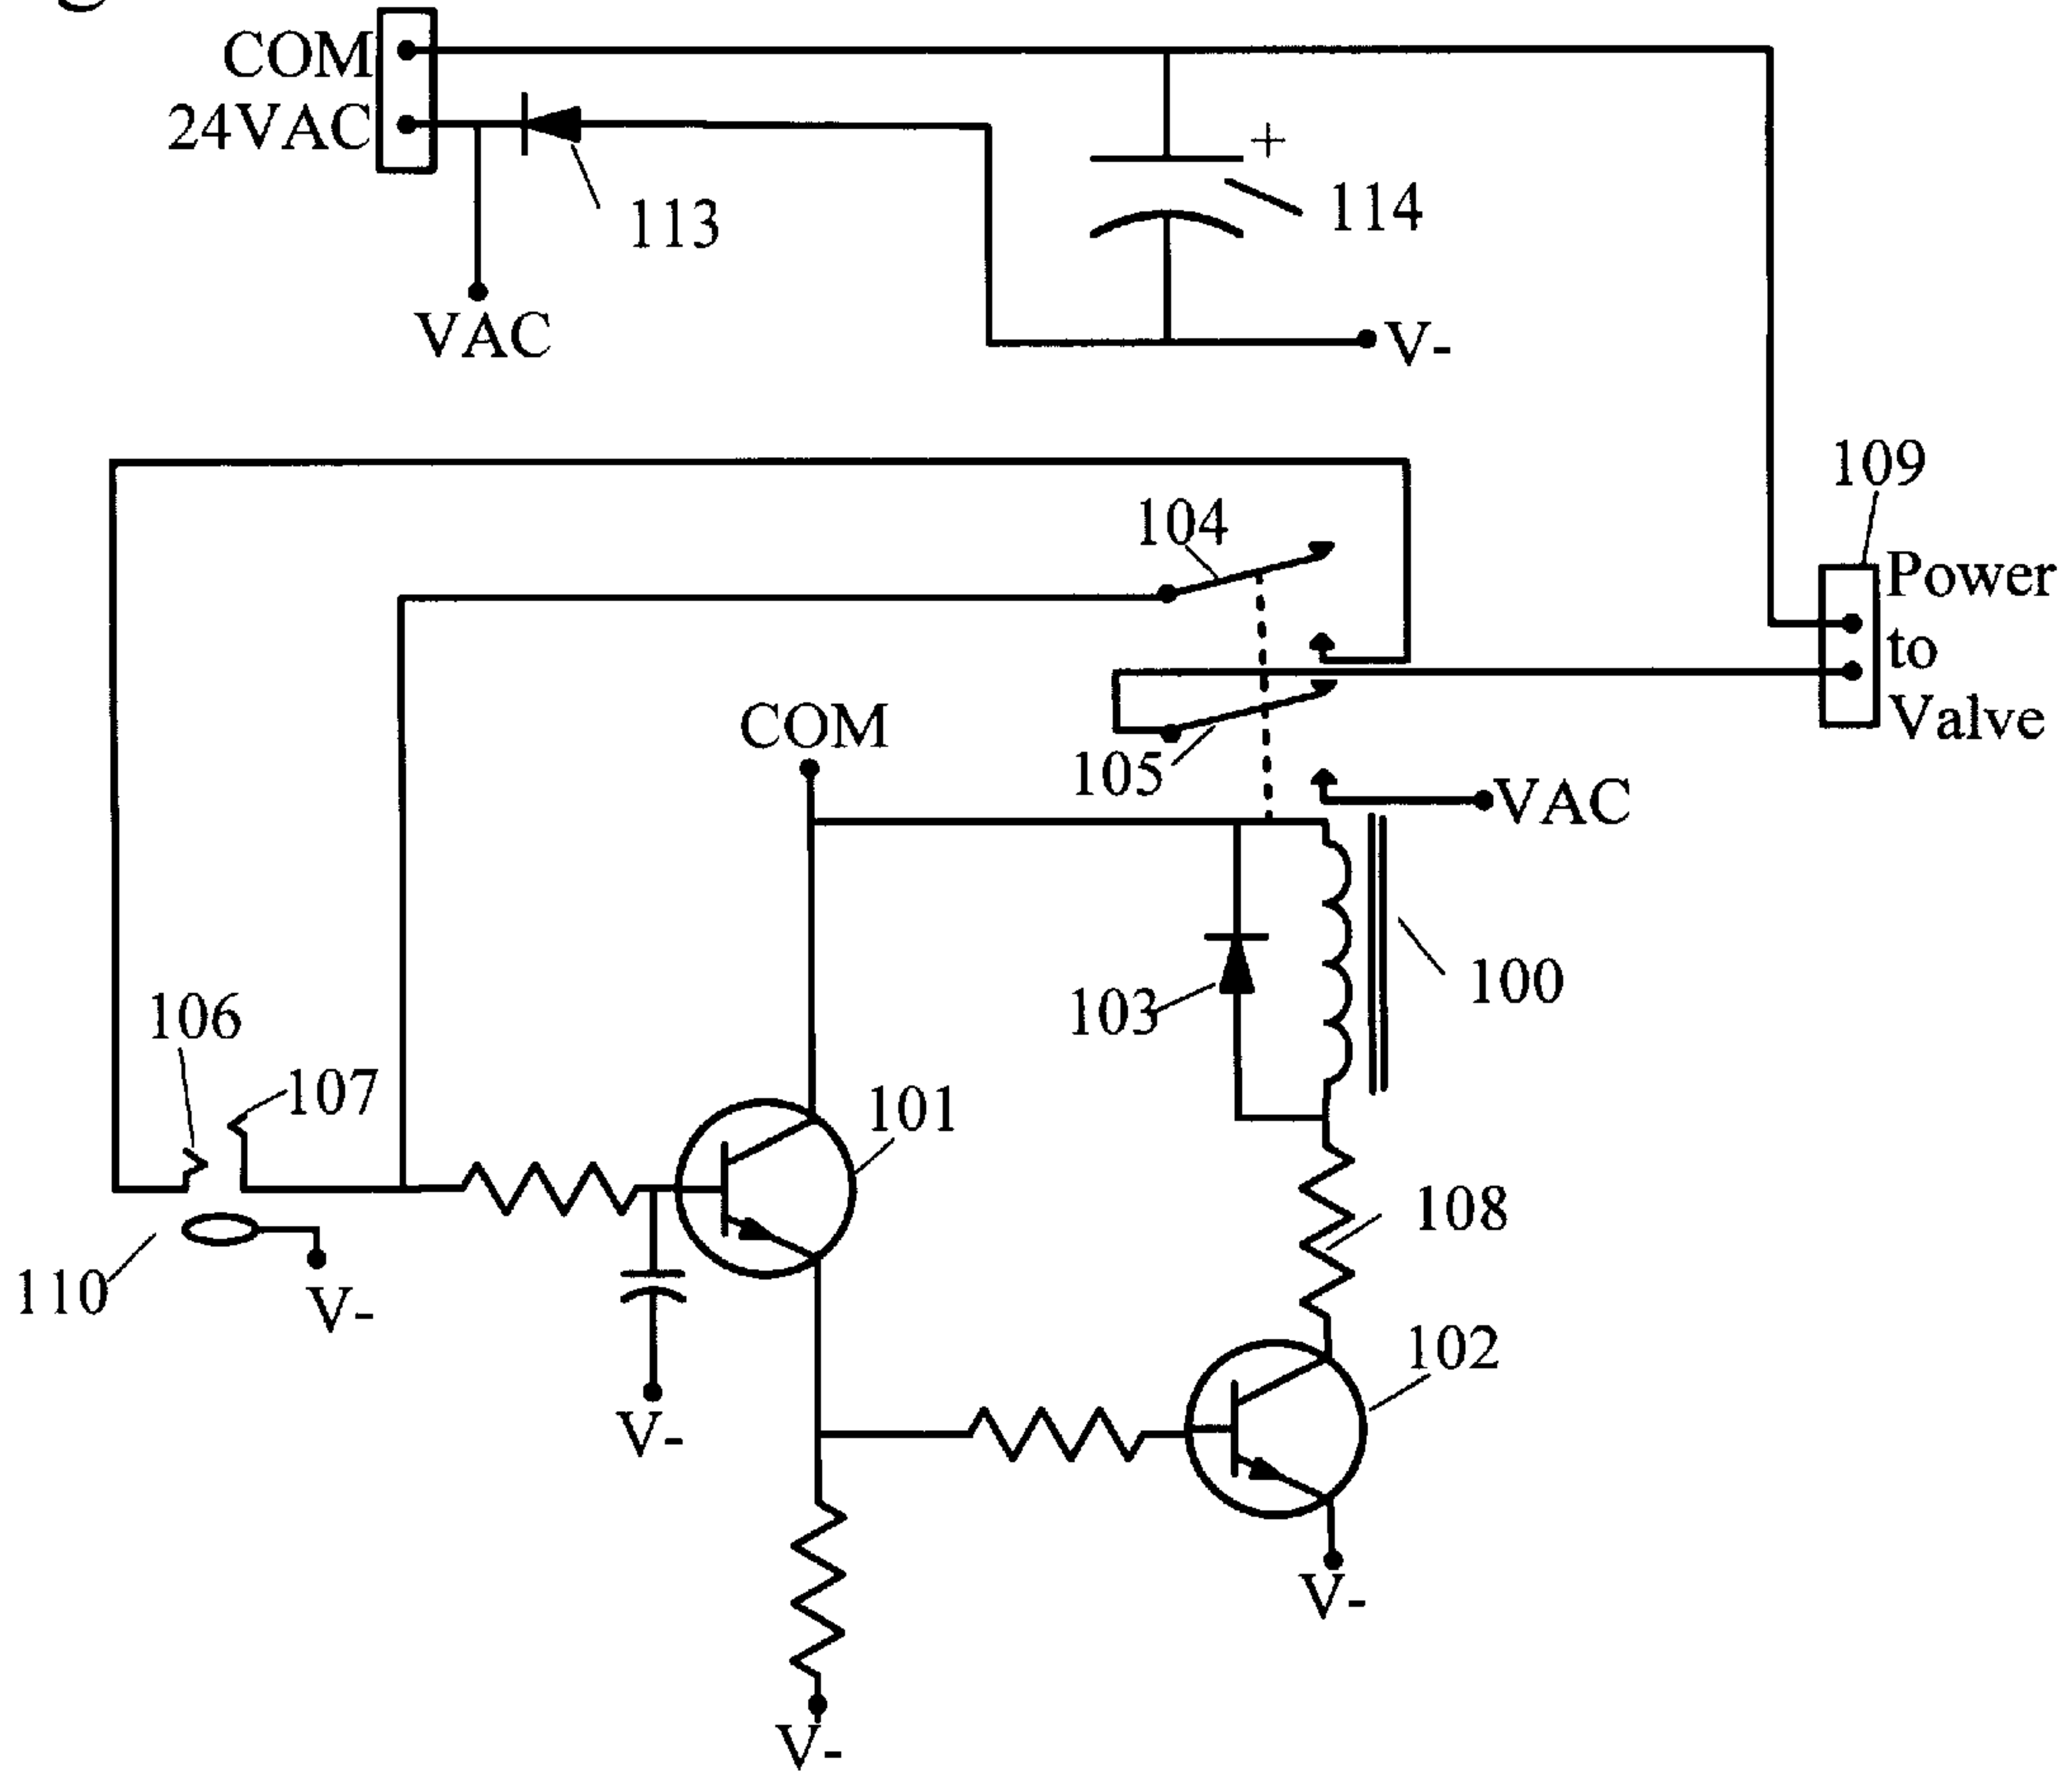 COM
24VAC
+
113
114
VAC
V-
109
104
Power
to
Valve
COM
105
VAC
100
103
106
107
101
108
110
V-
102
V-
V-
V-